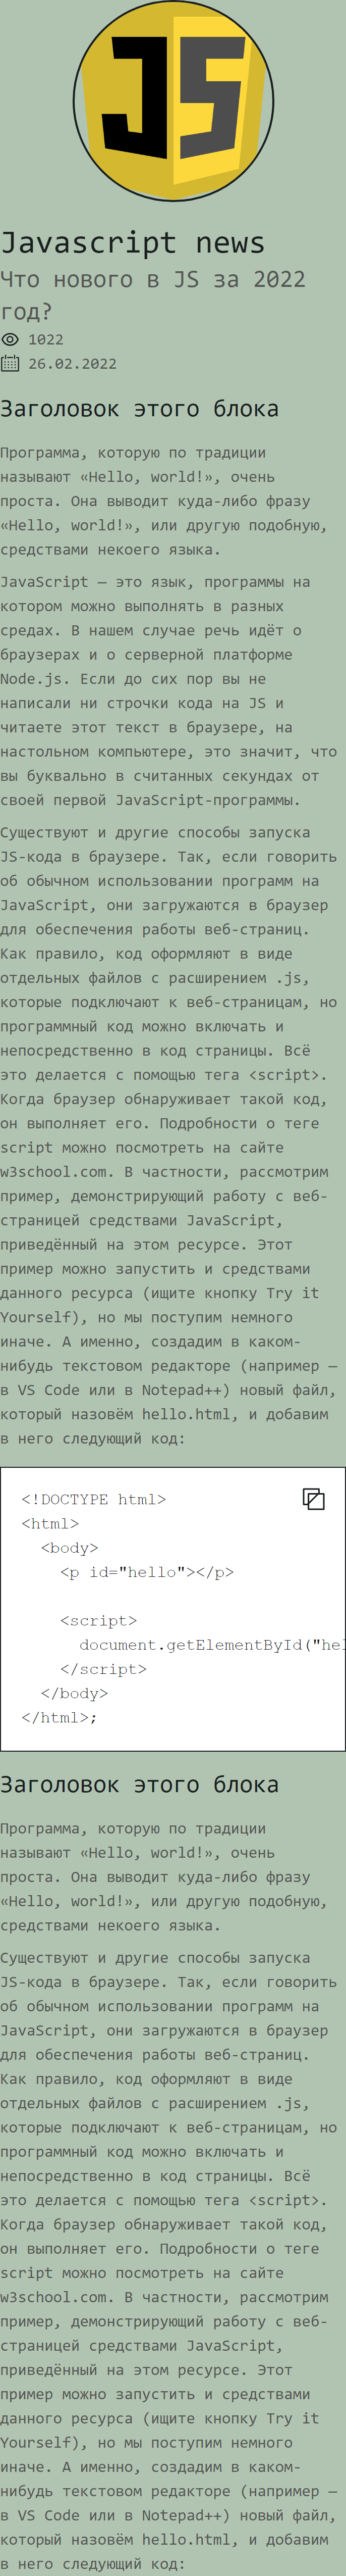 JS
Javascript news
Что нового в JS за 2022
год?
1022
26.02.2022
Заголовок этого блока
Программа, которую по традиции
называют «Hello, world!», очень
проста. Она выводит куда-либо фразу
«Hello, world!», или другую подобную,
средствами некоего языка.
JavaScript — это язык, программы на
котором можно выполнять в разных
средах. В нашем случае речь идёт о
браузерах и о серверной платформе
Node.js. Если до сих пор вы не
написали ни строчки кода на JS и
читаете этот текст в браузере, на
настольном компьютере, это значит, что
вы буквально в считанных секундах от
своей первой JavaScript-программы.
Существуют и другие способы запуска
JS-кода в браузере. Так, если говорить
об обычном использовании программ на
JavaScript, они загружаются в браузер
для обеспечения работы веб-страниц.
Как правило, код оформляют в виде
отдельных файлов с расширением .js,
которые подключают к веб-страницам, но
программный код можно включать и
непосредственно в код страницы. Всё
это делается с помощью тега <script>.
Когда браузер обнаруживает такой код,
он выполняет его. Подробности о теге
script можно посмотреть на сайте
w3school.com. В частности, рассмотрим
пример, демонстрирующий работу с веб-
страницей средствами JavaScript,
приведённый на этом ресурсе. Этот
пример можно запустить и средствами
данного ресурса (ищите кнопку Try it
Yourself), но мы поступим немного
иначе. А именно, создадим в каком-
нибудь текстовом редакторе (например —
в VS Code или в Notepad++) новый файл,
который назовём hello.html, и добавим
в него следующий код:
<!DOCTYPE html>
<html>
<body>
<p id="hello"></p>
<script>
document.getElementById("hel
</script>
</body>
</html>;
Заголовок этого блока
Программа, которую по традиции
называют «Hello, world!», очень
проста. Она выводит куда-либо фразу
«Hello, world!», или другую подобную,
средствами некоего языка.
Существуют и другие способы запуска
JS-кода в браузере. Так, если говорить
об обычном использовании программ на
JavaScript, они загружаются в браузер
для обеспечения работы веб-страниц.
Как правило, код оформляют в виде
отдельных файлов с расширением .js,
которые подключают к веб-страницам, но
программный код можно включать и
непосредственно в код страницы. Всё
это делается с помощью тега <script>.
Когда браузер обнаруживает такой код,
он выполняет его. Подробности о теге
script можно посмотреть на сайте
w3school.com. В частности, рассмотрим
пример, демонстрирующий работу с веб-
страницей средствами JavaScript,
приведённый на этом ресурсе. Этот
пример можно запустить и средствами
данного ресурса (ищите кнопку Try it
Yourself), но мы поступим немного
иначе. А именно, создадим в каком-
нибудь текстовом редакторе (например —
в VS Code или в Notepad++) новый файл,
который назовём hello.html, и добавим
в него следующий код: